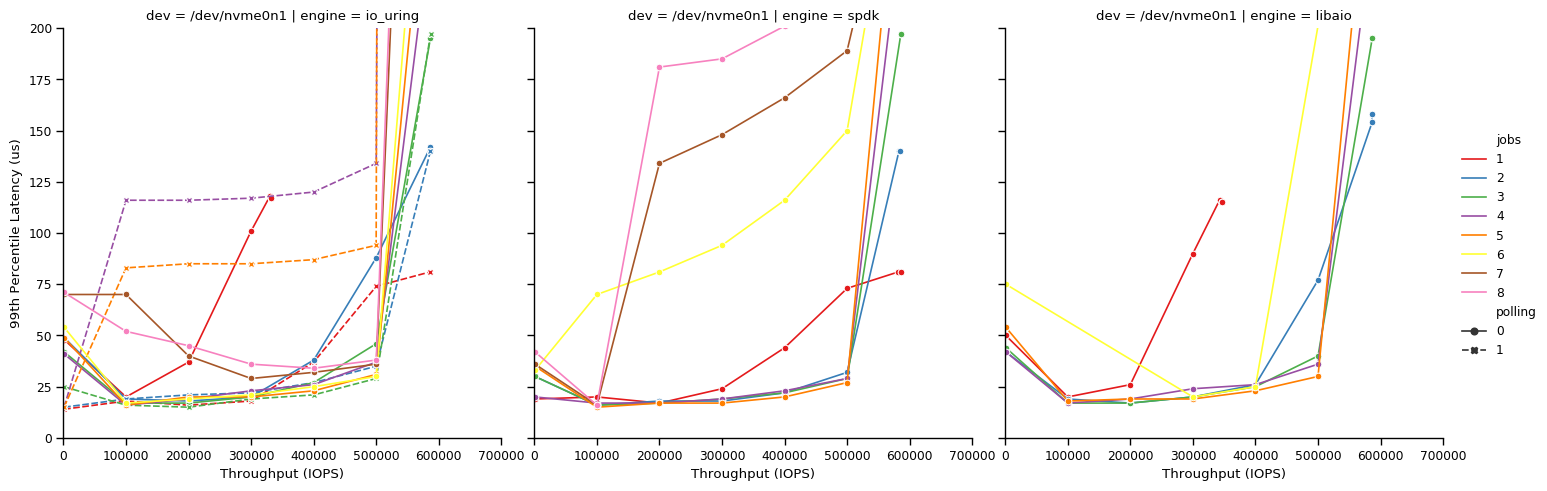 dev = /dev/nvme0n1 | engine = io_uring
dev = /dev/nvme0n1 | engine = spdk
dev = /dev/nvme0n1 | engine = libaio
99th Percentile Latency (us)
200
175
150
125
100
75
50
25
0
0 100000 200000 300000 400000 500000 600000 700000
0 100000 200000 300000 400000 500000 600000 700000
0 100000 200000 300000 400000 500000 600000 700000
Throughput (IOPS)
Throughput (IOPS)
Throughput (IOPS)
jobs
1
2
3
4
5
6
7
8
polling
0
1